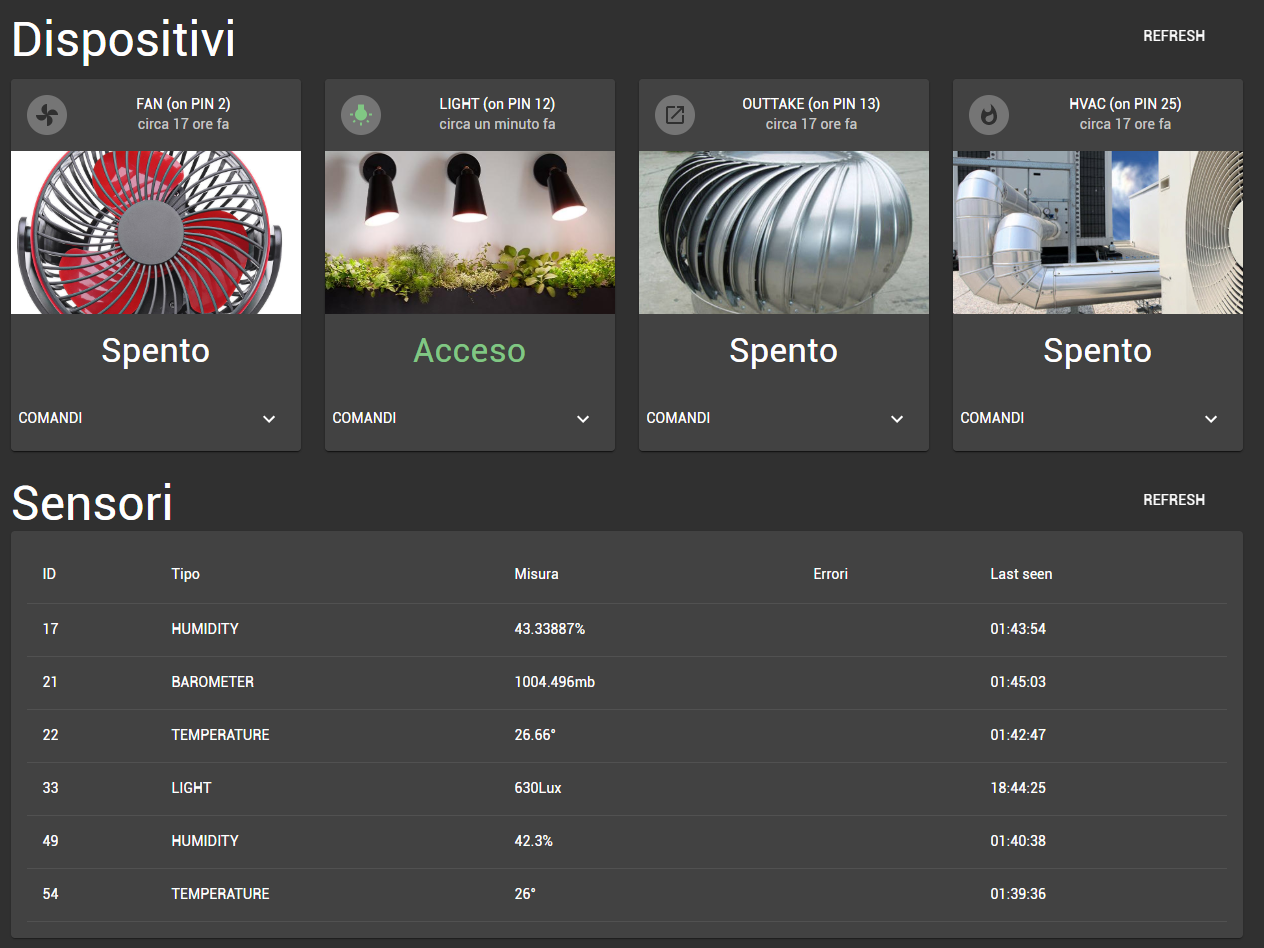 Dispositivi
REFRESH
FAN (on PIN 2)
circa 17 ore fa
Spento
COMANDI
LIGHT (on PIN 12)
circa un minuto fa
Acceso
COMANDI
OUTTAKE (on PIN 13)
circa 17 ore fa
Spento
COMANDI
HVAC (on PIN 25)
circa 17 ore fa
Spento
COMANDI
Sensori
REFRESH
ID Tipo Misura Errori Last seen
17 HUMIDITY 43.33887% 01:43:54
21 BAROMETER 1004.496mb 01:45:03
22 TEMPERATURE 26.66° 01:42:47
33 LIGHT 630Lux 18:44:25
49 HUMIDITY 42.3% 01:40:38
54 TEMPERATURE 26° 01:39:36